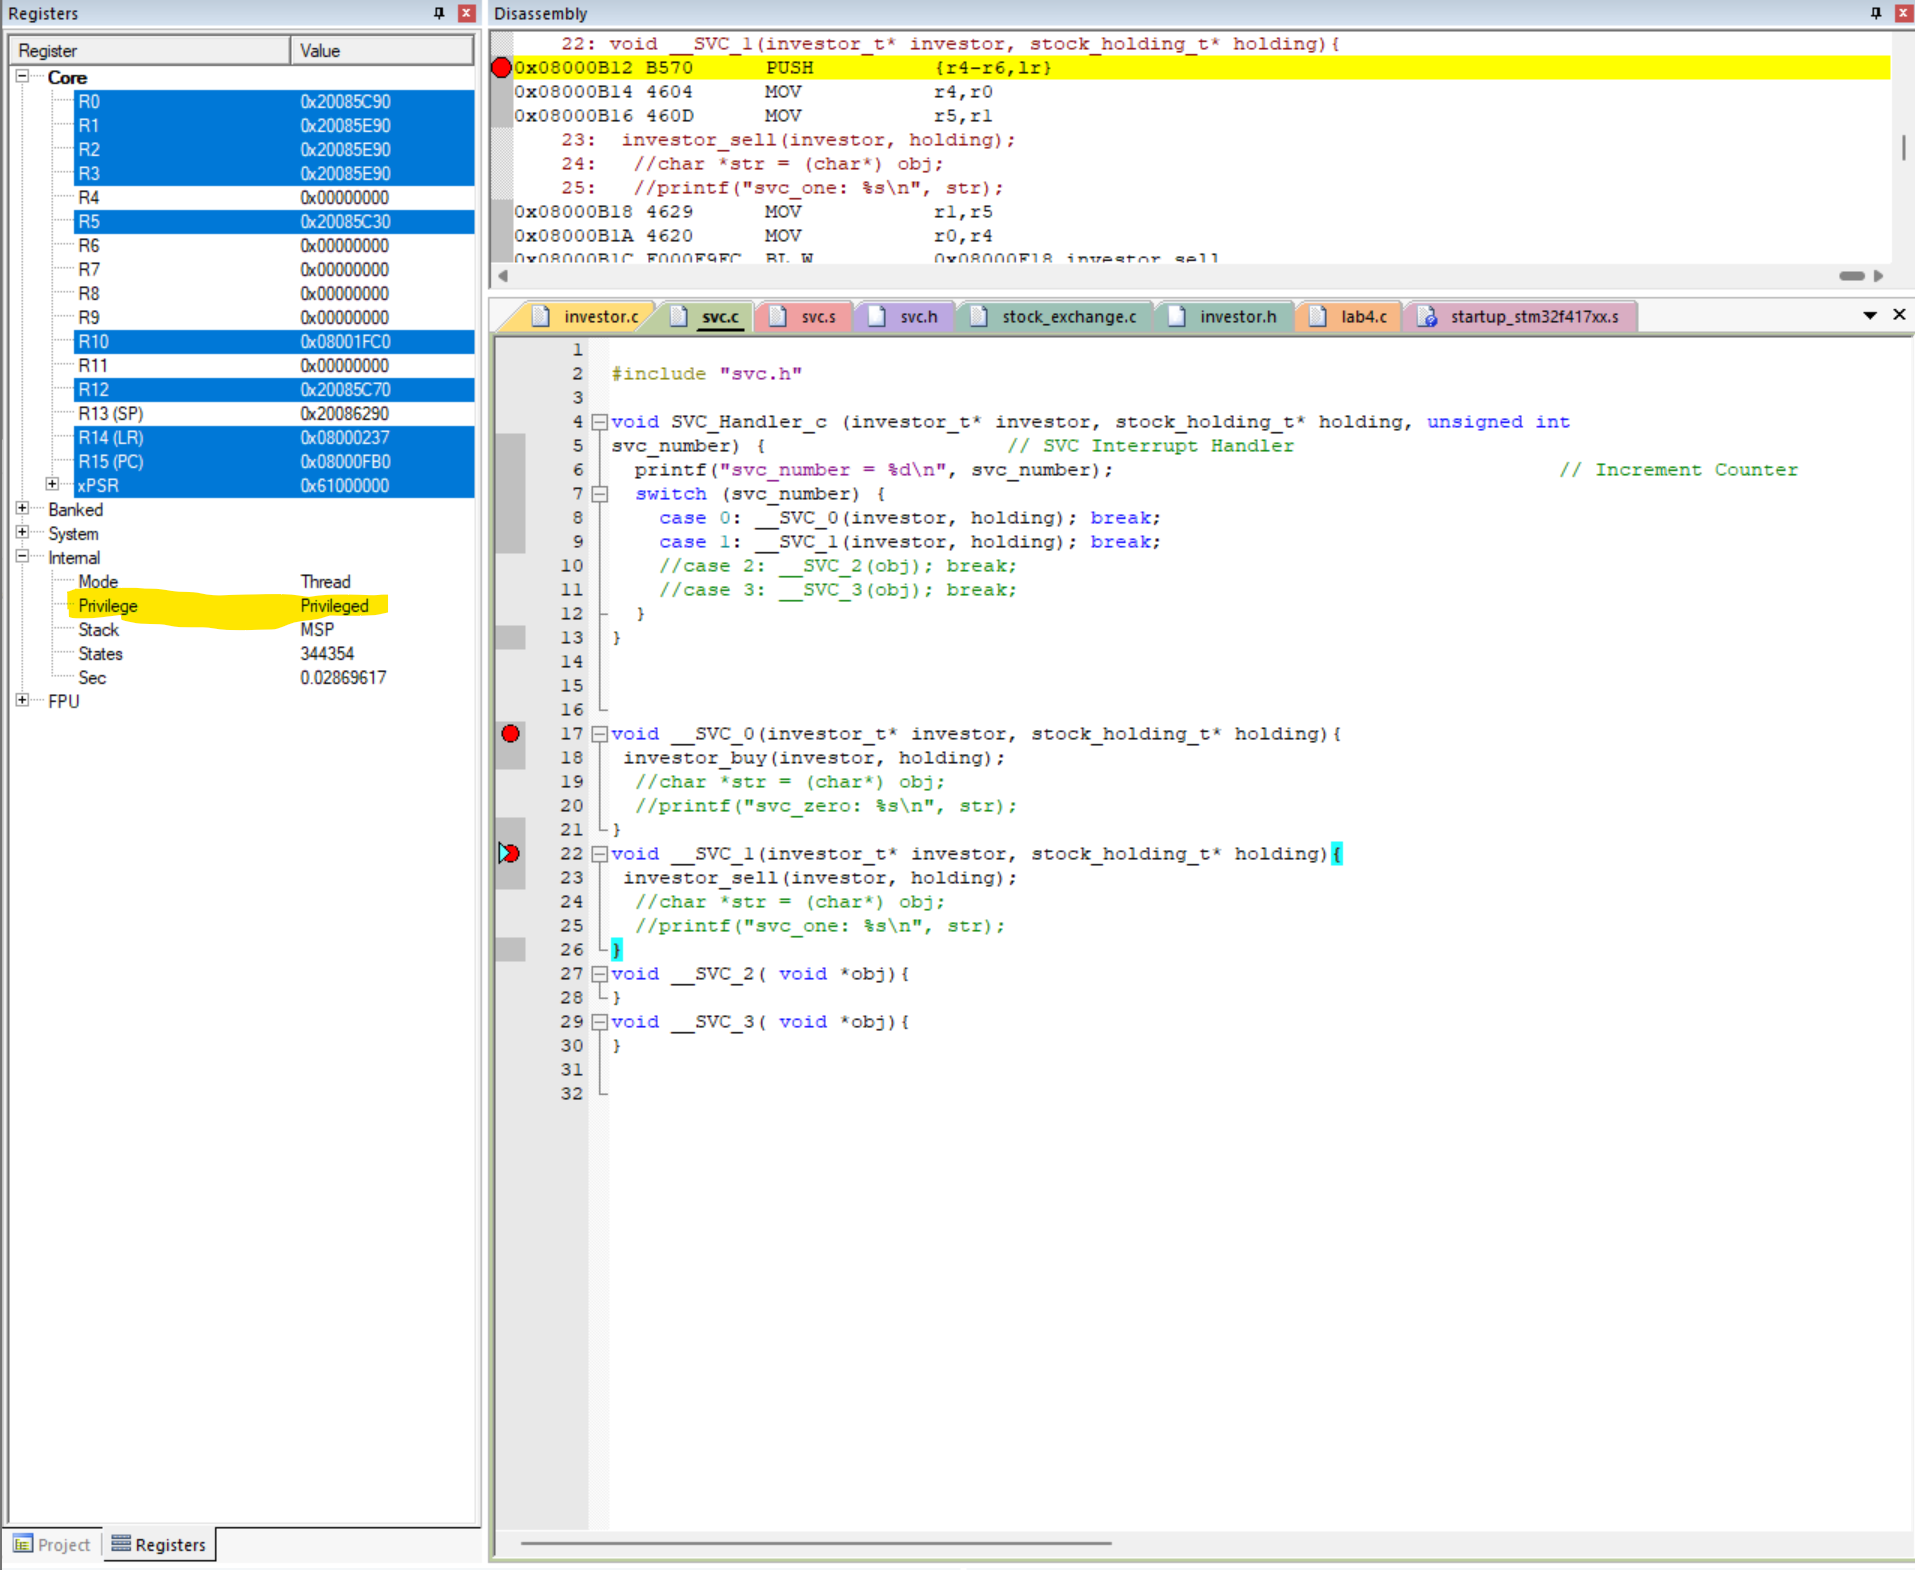 Registers
Register Value
Core
R0 0x20085C90
R1 0x20085E90
R2 0x20085E90
R3 0x20085E90
R4 0x00000000
R5 0x20085C30
R6 0x00000000
R7 0x00000000
R8 0x00000000
R9 0x00000000
R10 0x08001FC0
R11 0x00000000
R12 0x20085C70
R13 (SP) 0x20086290
R14 (LR) 0x08000237
R15 (PC) 0x08000FB0
xPSR 0x61000000
Banked
System
Internal
Mode Thread
Privilege Privileged
Stack MSP
States 344354
Sec 0.02869617
FPU
Project Registers
Disassembly
22: void __SVC_1(investor_t* investor, stock_holding_t* holding){
0x08000B12 B570 PUSH {r4-r6,lr}
0x08000B14 4604 MOV r4,r0
0x08000B16 460D MOV r5,r1
23: investor_sell(investor, holding);
24: //char *str = (char*) obj;
25: //printf("svc_one: %s\n", str);
0x08000B18 4629 MOV r1,r5
0x08000B1A 4620 MOV r0,r4
0x08000B1C F000F9FC BL.W 0x08000F18 investor_sell
investor.c svc.c svc.s svc.h stock_exchange.c investor.h lab4.c startup_stm32f417xx.s
1
2 #include "svc.h"
3
4 void SVC_Handler_c (investor_t* investor, stock_holding_t* holding, unsigned int
5 svc_number) { // SVC Interrupt Handler
6 printf("svc_number = %d\n", svc_number); // Increment Counter
7 switch (svc_number) {
8 case 0: __SVC_0(investor, holding); break;
9 case 1: __SVC_1(investor, holding); break;
10 //case 2: __SVC_2(obj); break;
11 //case 3: __SVC_3(obj); break;
12 }
13 }
14
15
16
17 void __SVC_0(investor_t* investor, stock_holding_t* holding){
18 investor_buy(investor, holding);
19 //char *str = (char*) obj;
20 //printf("svc_zero: %s\n", str);
21 }
22 void __SVC_1(investor_t* investor, stock_holding_t* holding){
23 investor_sell(investor, holding);
24 //char *str = (char*) obj;
25 //printf("svc_one: %s\n", str);
26 }
27 void __SVC_2( void *obj){
28 }
29 void __SVC_3( void *obj){
30 }
31
32